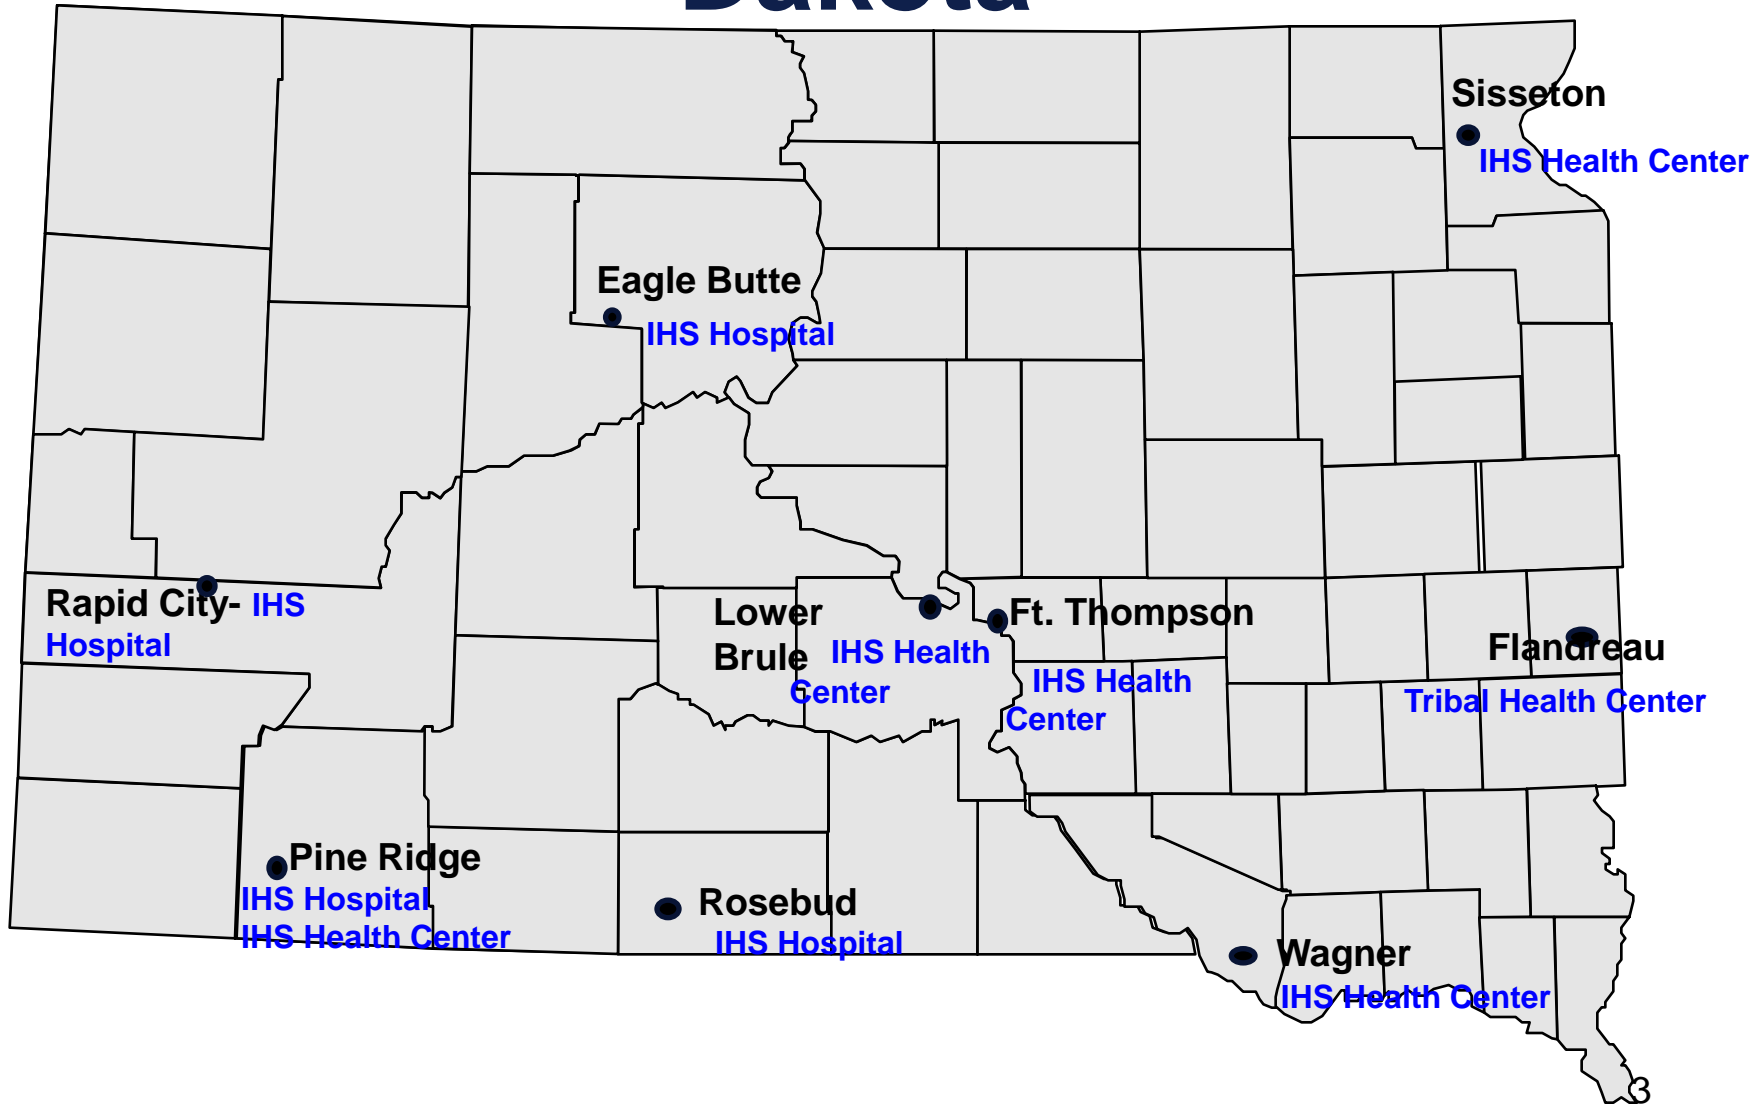 Dakota
Sisseton
IHS Health Center
Eagle Butte
IHS Hospital
Rapid City- IHS
Hospital
Lower
Brule
IHS Health
Center
Ft. Thompson
IHS Health
Center
Flandreau
Tribal Health Center
Pine Ridge
IHS Hospital
IHS Health Center
Rosebud
IHS Hospital
Wagner
IHS Health Center
3